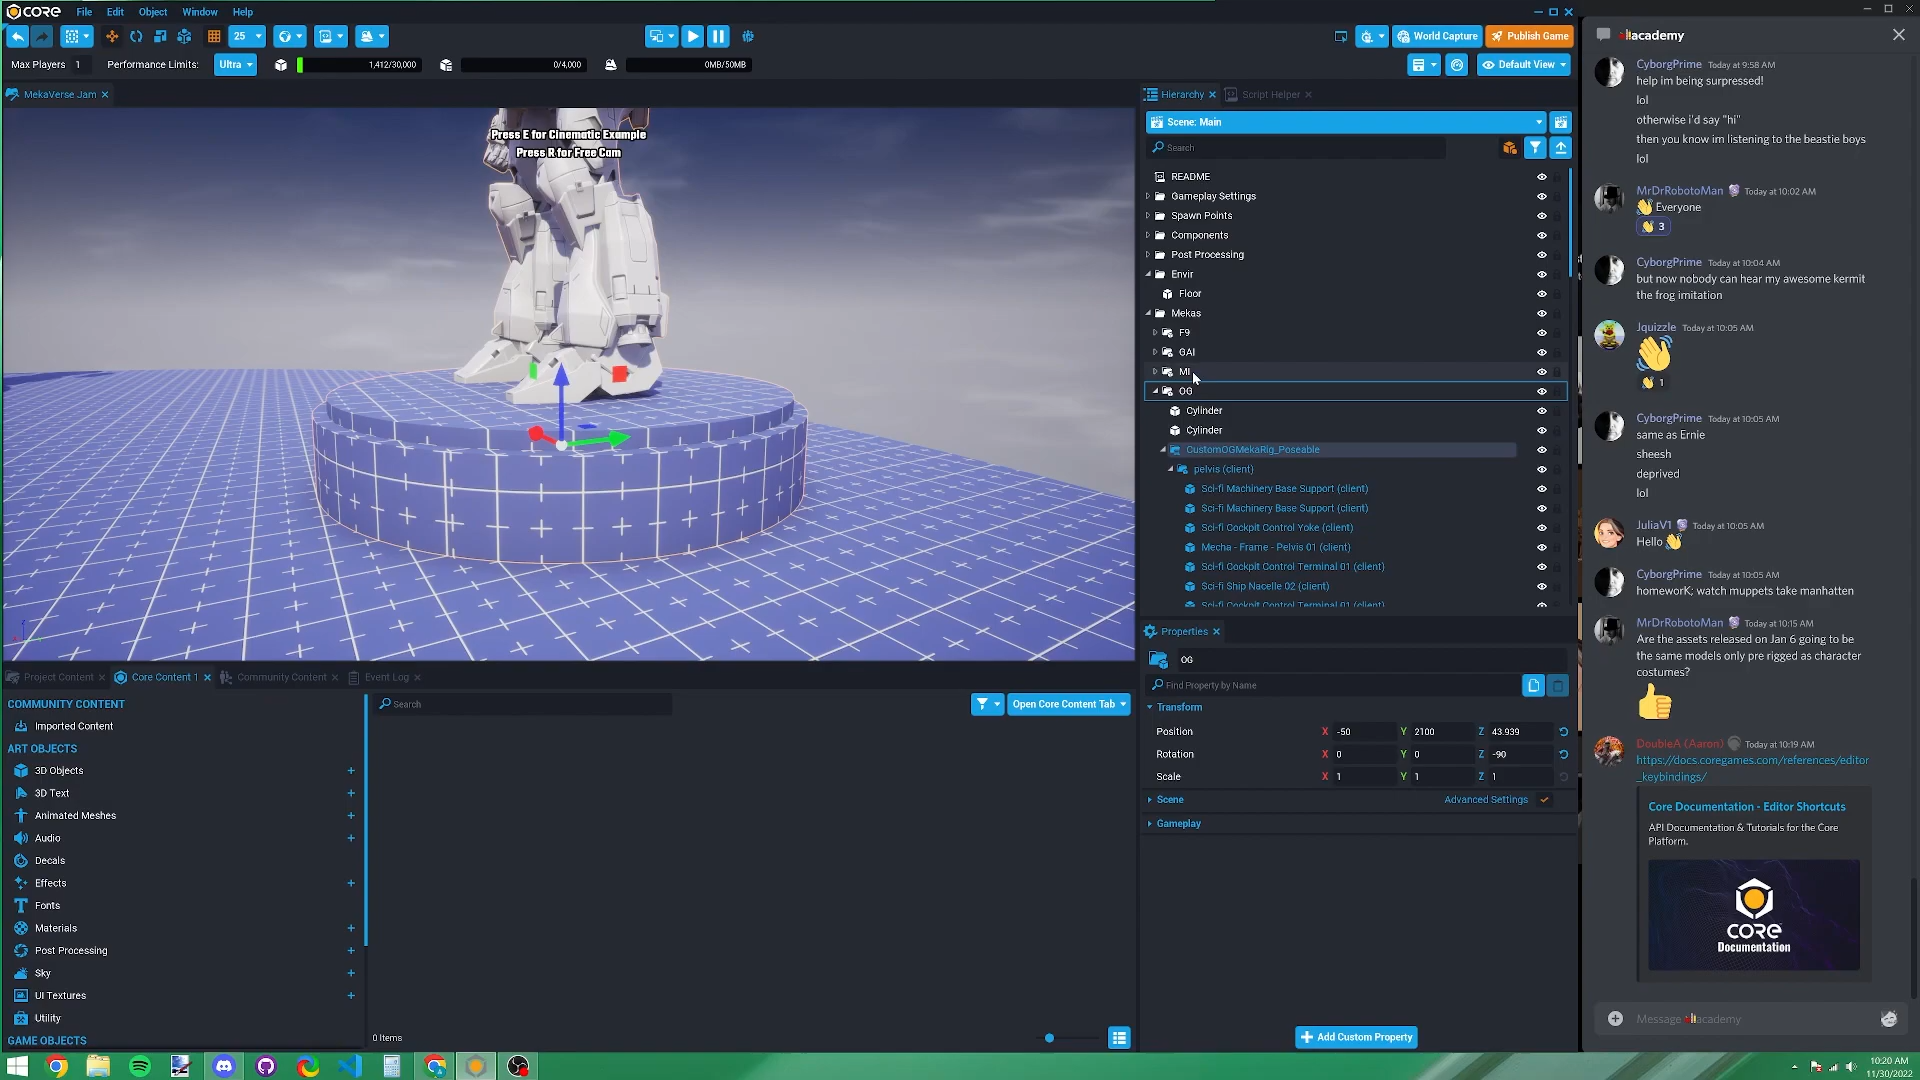 CORE File Edit Object Window Help
25
World Capture Publish Game
Max Players 1 Performance Limits: Ultra 1,412/30,000 0/4,000 0MB/50MB
Default View
MekaVerse Jam
Press E for Cinematic Example
Press R for Free Cam
Hierarchy Script Helper
Scene: Main
Search
README
Gameplay Settings
Spawn Points
Components
Post Processing
Envir
Floor
Mekas
F9
GAI
MI
OG
Cylinder
Cylinder
CustomOGMekaRig_Poseable
pelvis (client)
Sci-fi Machinery Base Support (client)
Sci-fi Machinery Base Support (client)
Sci-fi Cockpit Control Yoke (client)
Mecha - Frame - Pelvis 01 (client)
Sci-fi Cockpit Control Terminal 01 (client)
Sci-fi Ship Nacelle 02 (client)
Sci-fi Cockpit Control Terminal 01 (client)
Properties
OG
Find Property by Name
Transform
Position X -50 Y 2100 Z 43.939
Rotation X 0 Y 0 Z -90
Scale X 1 Y 1 Z 1
Scene Advanced Settings
Gameplay
Add Custom Property
Project Content Core Content 1 Community Content Event Log
COMMUNITY CONTENT
Imported Content
ART OBJECTS
3D Objects
3D Text
Animated Meshes
Audio
Decals
Effects
Fonts
Materials
Post Processing
Sky
UI Textures
Utility
GAME OBJECTS
Search
Open Core Content Tab
0 Items
academy
CyborgPrime Today at 9:58 AM
help im being surpressed!
lol
otherwise i'd say "hi"
then you know im listening to the beastie boys
lol
MrDrRobotoMan Today at 10:02 AM
👋 Everyone
👋 3
CyborgPrime Today at 10:04 AM
but now nobody can hear my awesome kermit
the frog imitation
Jquizzle Today at 10:05 AM
👋
👋 1
CyborgPrime Today at 10:05 AM
same as Ernie
sheesh
deprived
lol
JuliaV1 Today at 10:05 AM
Hello 👋
CyborgPrime Today at 10:05 AM
homeworK; watch muppets take manhatten
MrDrRobotoMan Today at 10:15 AM
Are the assets released on Jan 6 going to be
the same models only pre rigged as character
costumes?
👍
DoubleA (Aaron) Today at 10:19 AM
https://docs.coregames.com/references/editor
_keybindings/
Core Documentation - Editor Shortcuts
API Documentation & Tutorials for the Core
Platform.
CORE
Documentation
Message academy
10:20 AM
11/30/2022